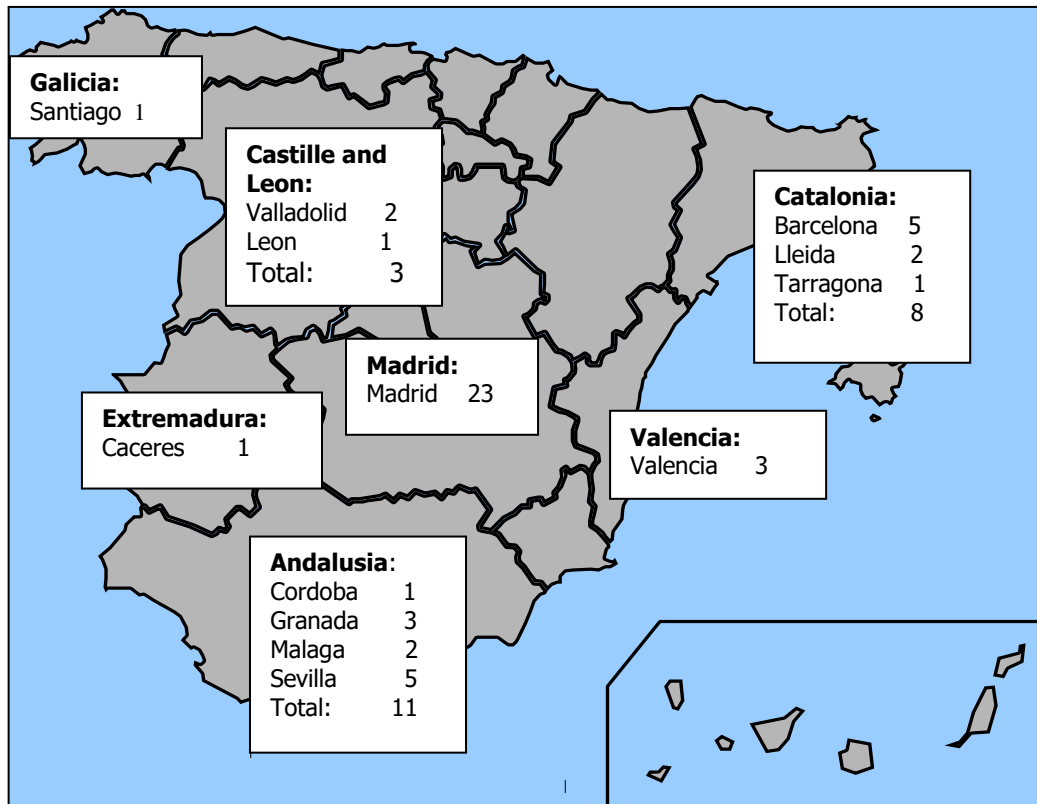 Galicia:
Santiago 1
Castille and
Leon:
Valladolid 2
Leon 1
Total: 3
Catalonia:
Barcelona 5
Lleida 2
Tarragona 1
Total: 8
Madrid:
Madrid 23
Extremadura:
Caceres 1
Valencia:
Valencia 3
Andalusia:
Cordoba 1
Granada 3
Malaga 2
Sevilla 5
Total: 11